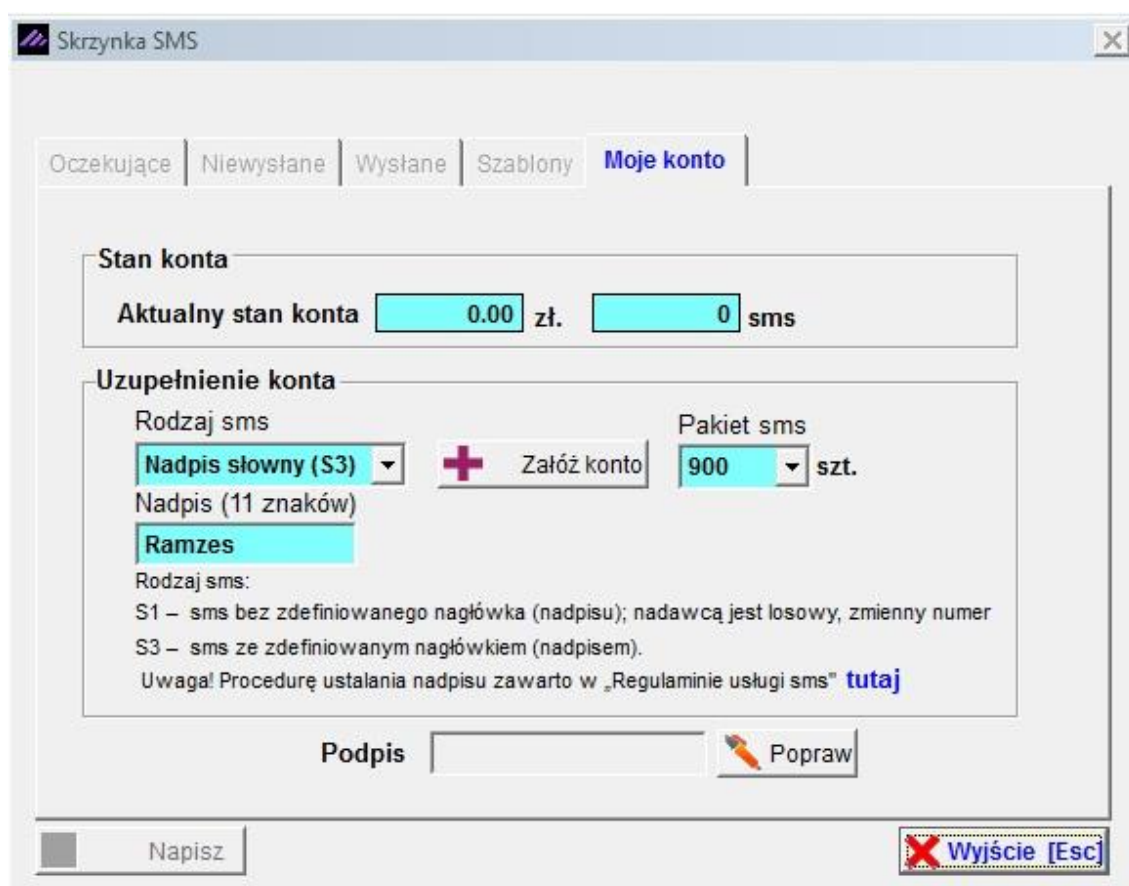 Skrzynka SMS
Oczekujące Niewysłane Wysłane Szablony Moje konto
Stan konta
Aktualny stan konta 0.00 zł. 0 sms
Uzupełnienie konta
Rodzaj sms Pakiet sms
Nadpis słowny (S3) Załóż konto 900 szt.
Nadpis (11 znaków)
Ramzes
Rodzaj sms:
S1 – sms bez zdefiniowanego nagłówka (nadpisu); nadawcą jest losowy, zmienny numer
S3 – sms ze zdefiniowanym nagłówkiem (nadpisem).
Uwaga! Procedurę ustalania nadpisu zawarto w „Regulaminie usługi sms” tutaj
Podpis Popraw
Napisz Wyjście [Esc]